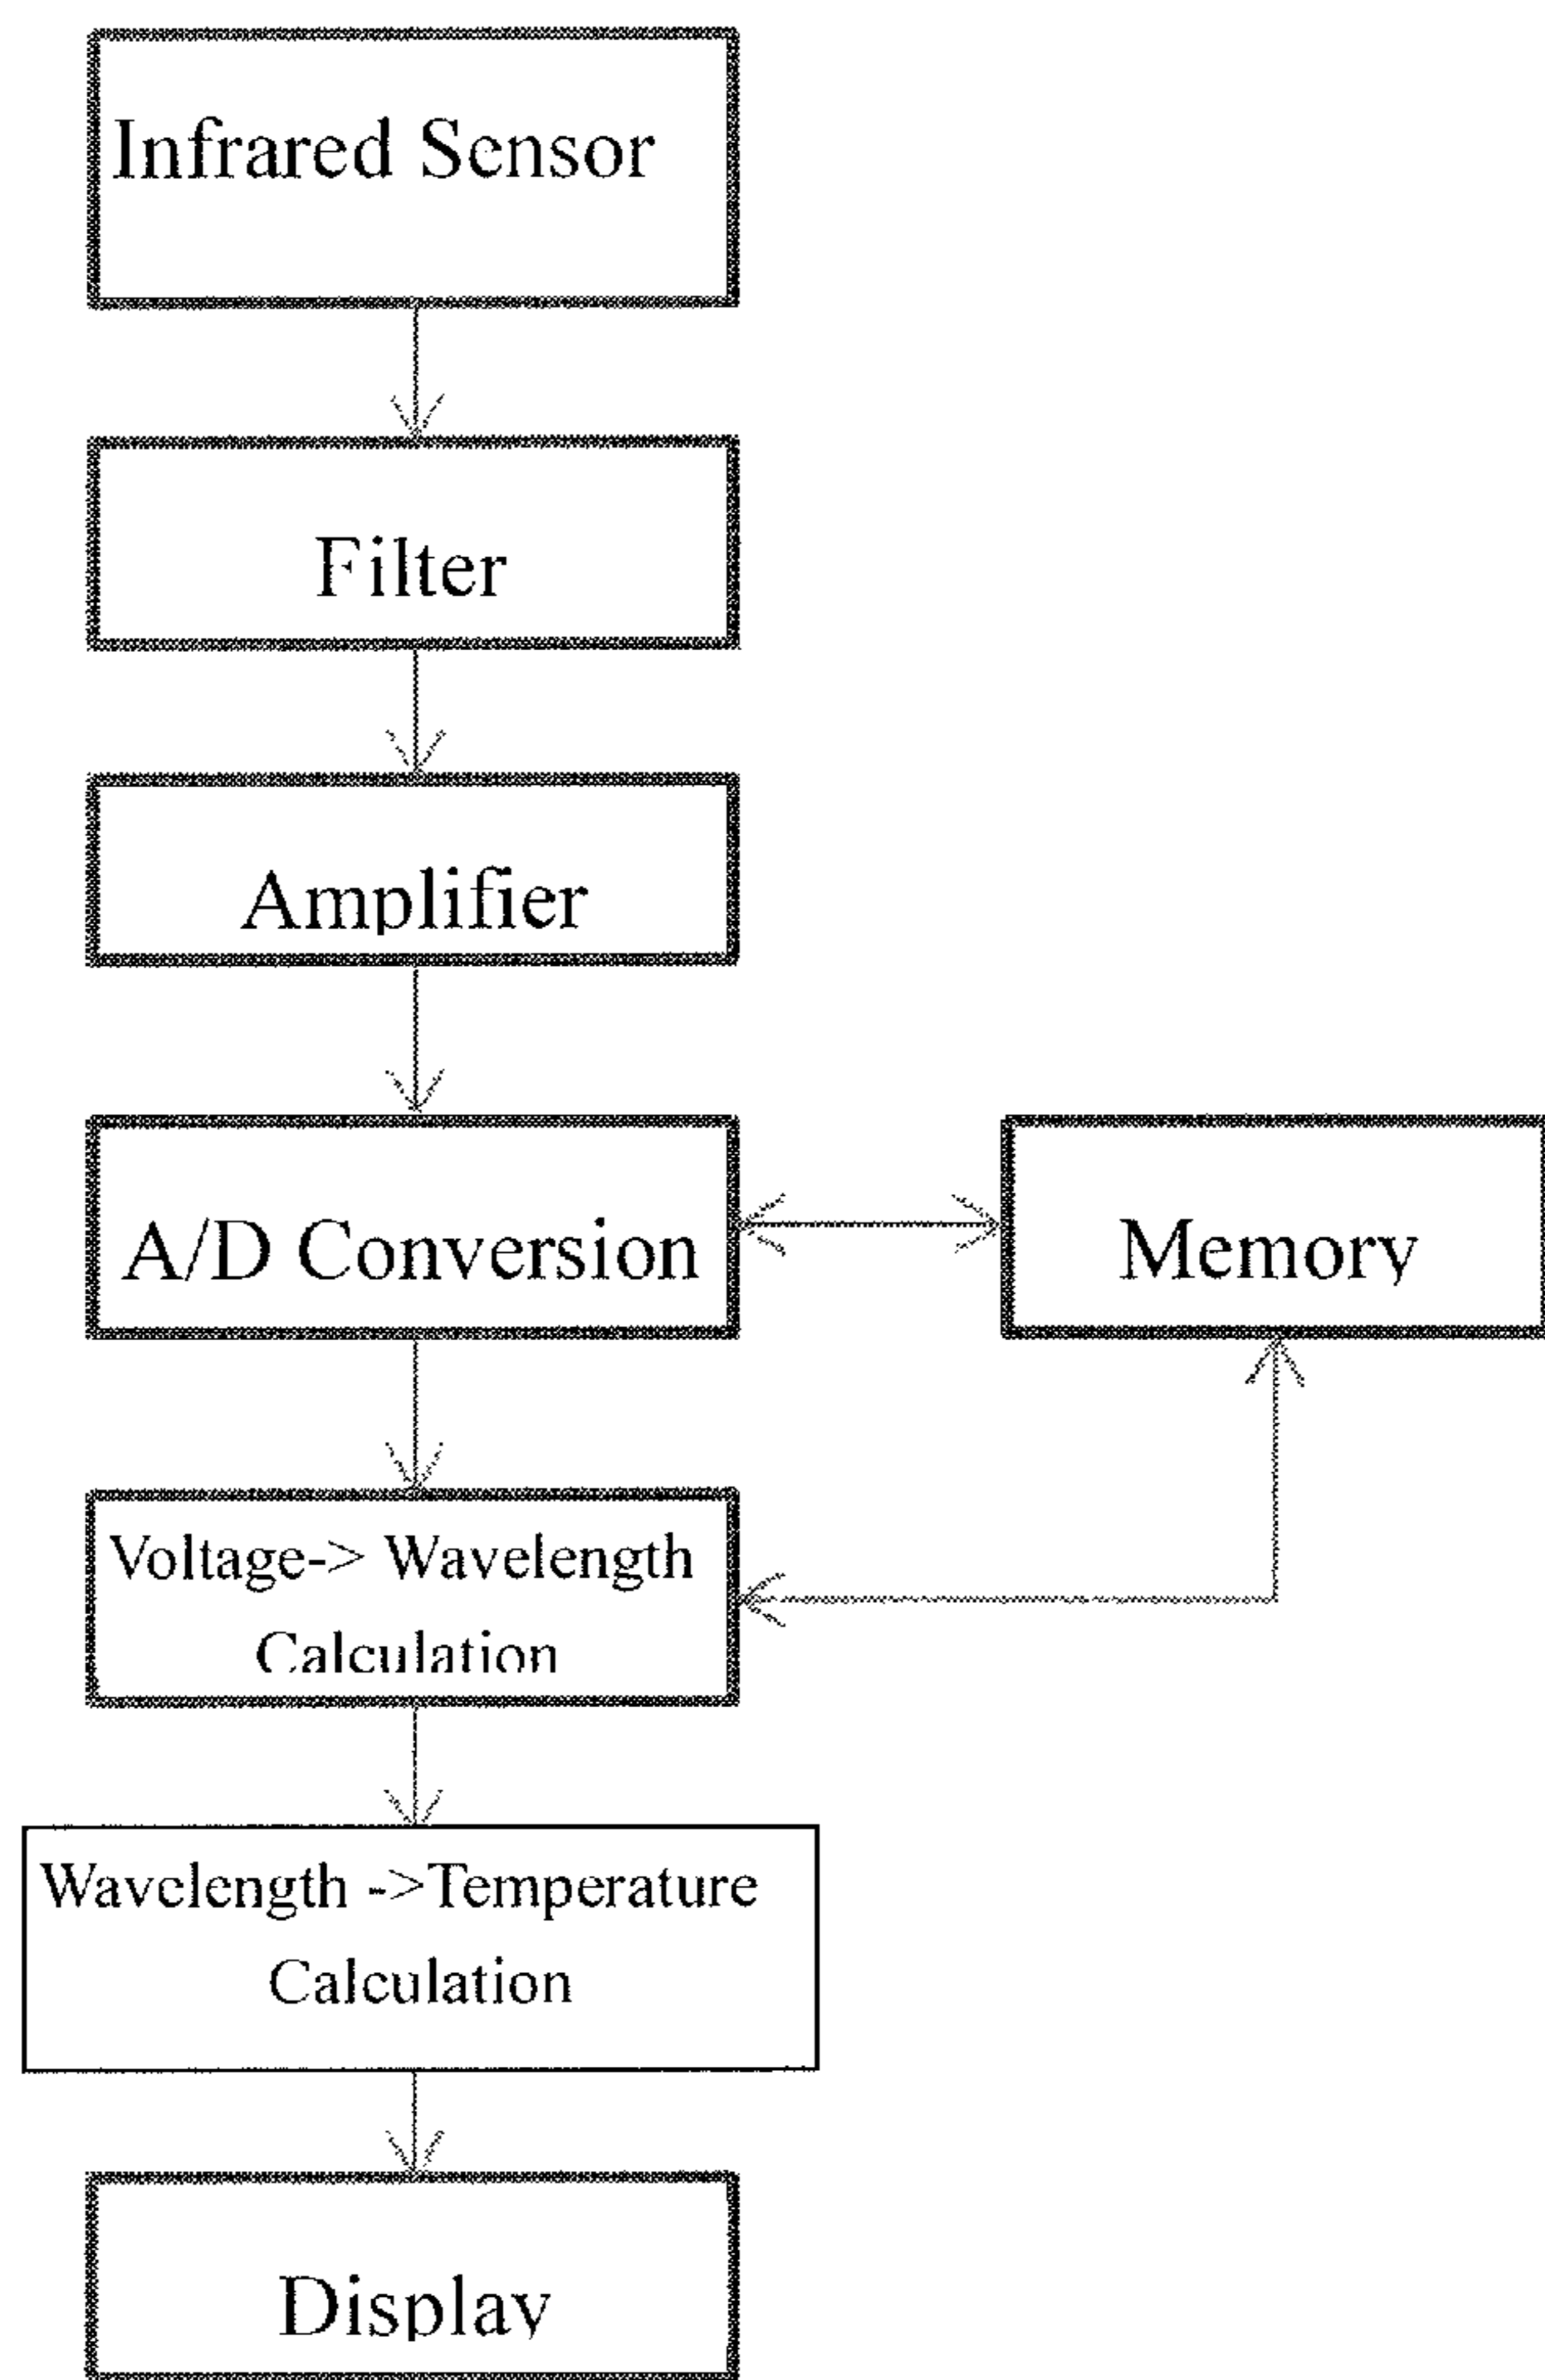 Infrared Sensor
Filter
Amplifier
A/D Conversion
Memory
Voltage-> Wavelength
Calculation
Wavelength ->Temperature
Calculation
Display